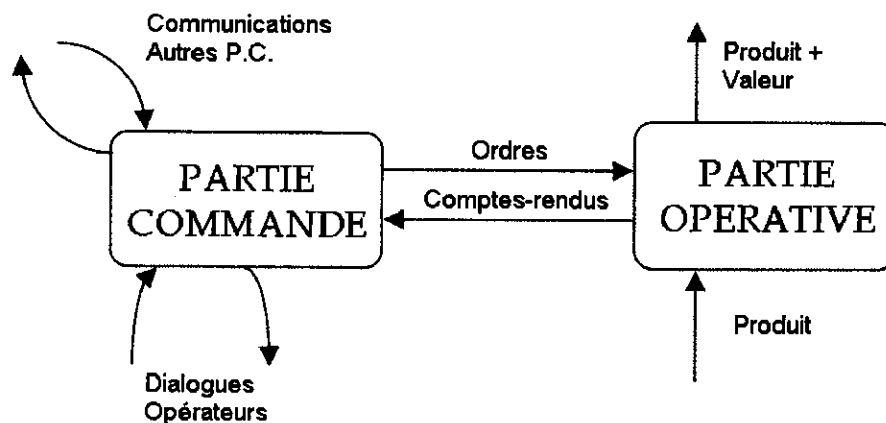 Communications
Autres P.C.
Produit +
Valeur
Ordres
PARTIE
COMMANDE
Comptes-rendus
PARTIE
OPERATIVE
Produit
Dialogues
Opérateurs